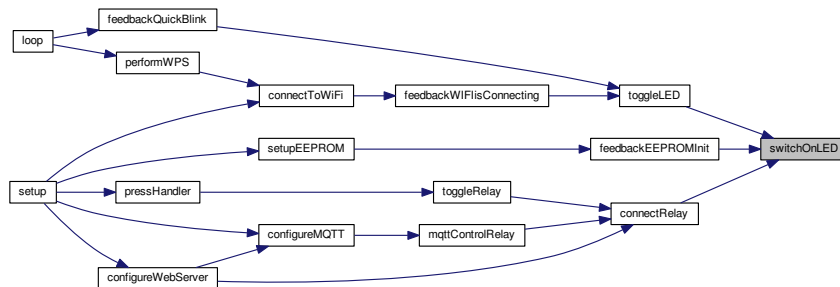 feedbackQuickBlink
loop
performWPS
connectToWiFi
feedbackWIFIisConnecting
toggleLED
setupEEPROM
feedbackEEPROMInit
switchOnLED
setup
pressHandler
toggleRelay
connectRelay
configureMQTT
mqttControlRelay
configureWebServer